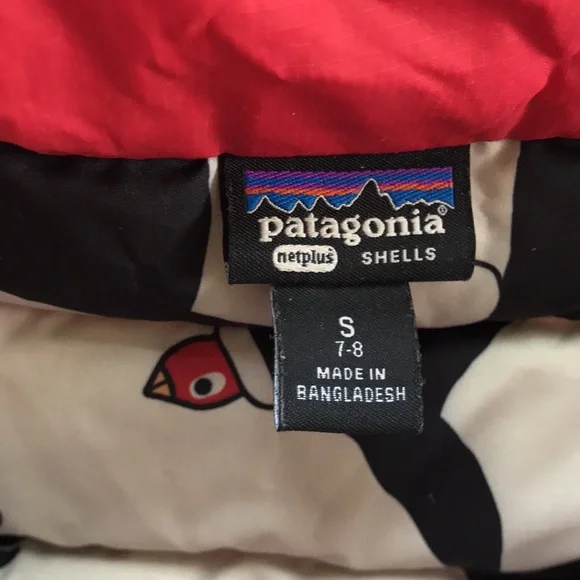 patagonia®
netplus® SHELLS
S
7-8
MADE IN
BANGLADESH